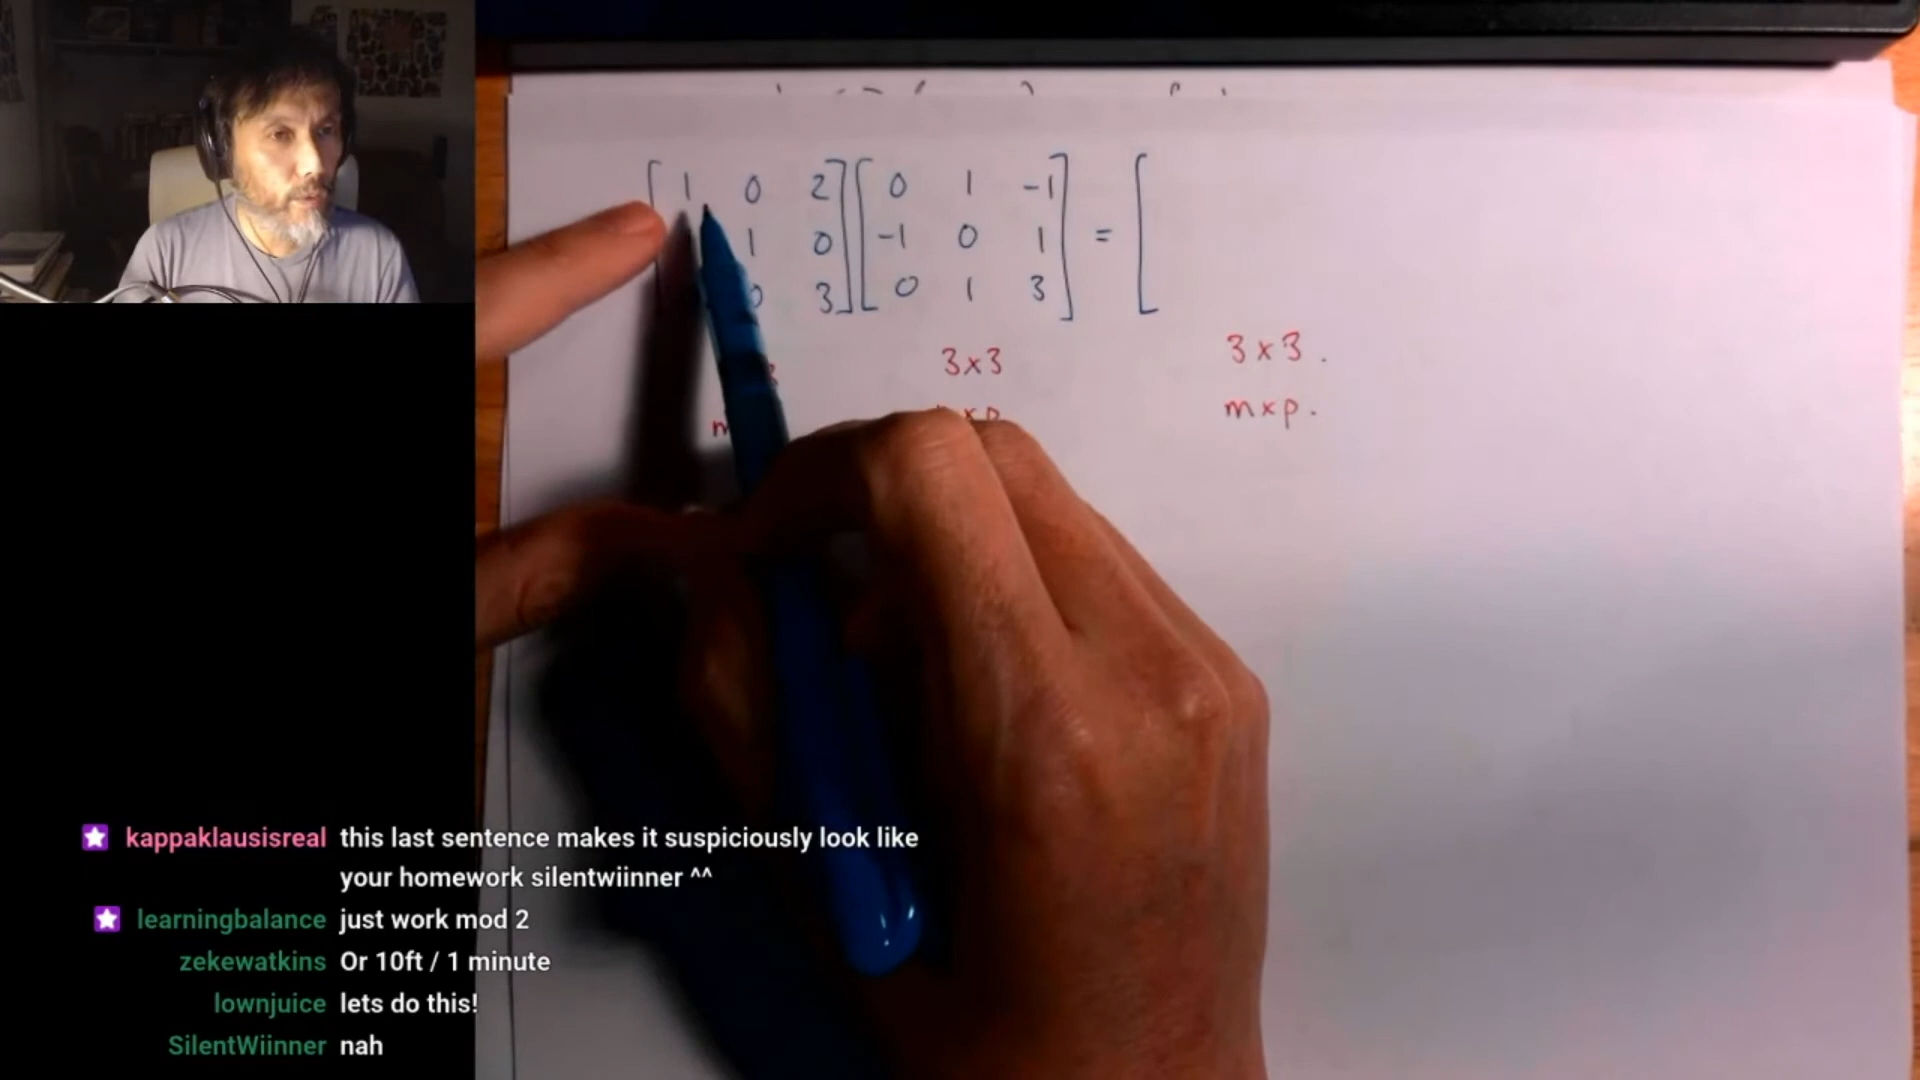 1 0 2 0 1 -1
1 0 -1 0 1 =
0 3 0 1 3
3x3 3x3.
mxp.
kappaklausisreal this last sentence makes it suspiciously look like
your homework silentwiinner ^^
learningbalance just work mod 2
zekewatkins Or 10ft / 1 minute
lownjuice lets do this!
SilentWiinner nah